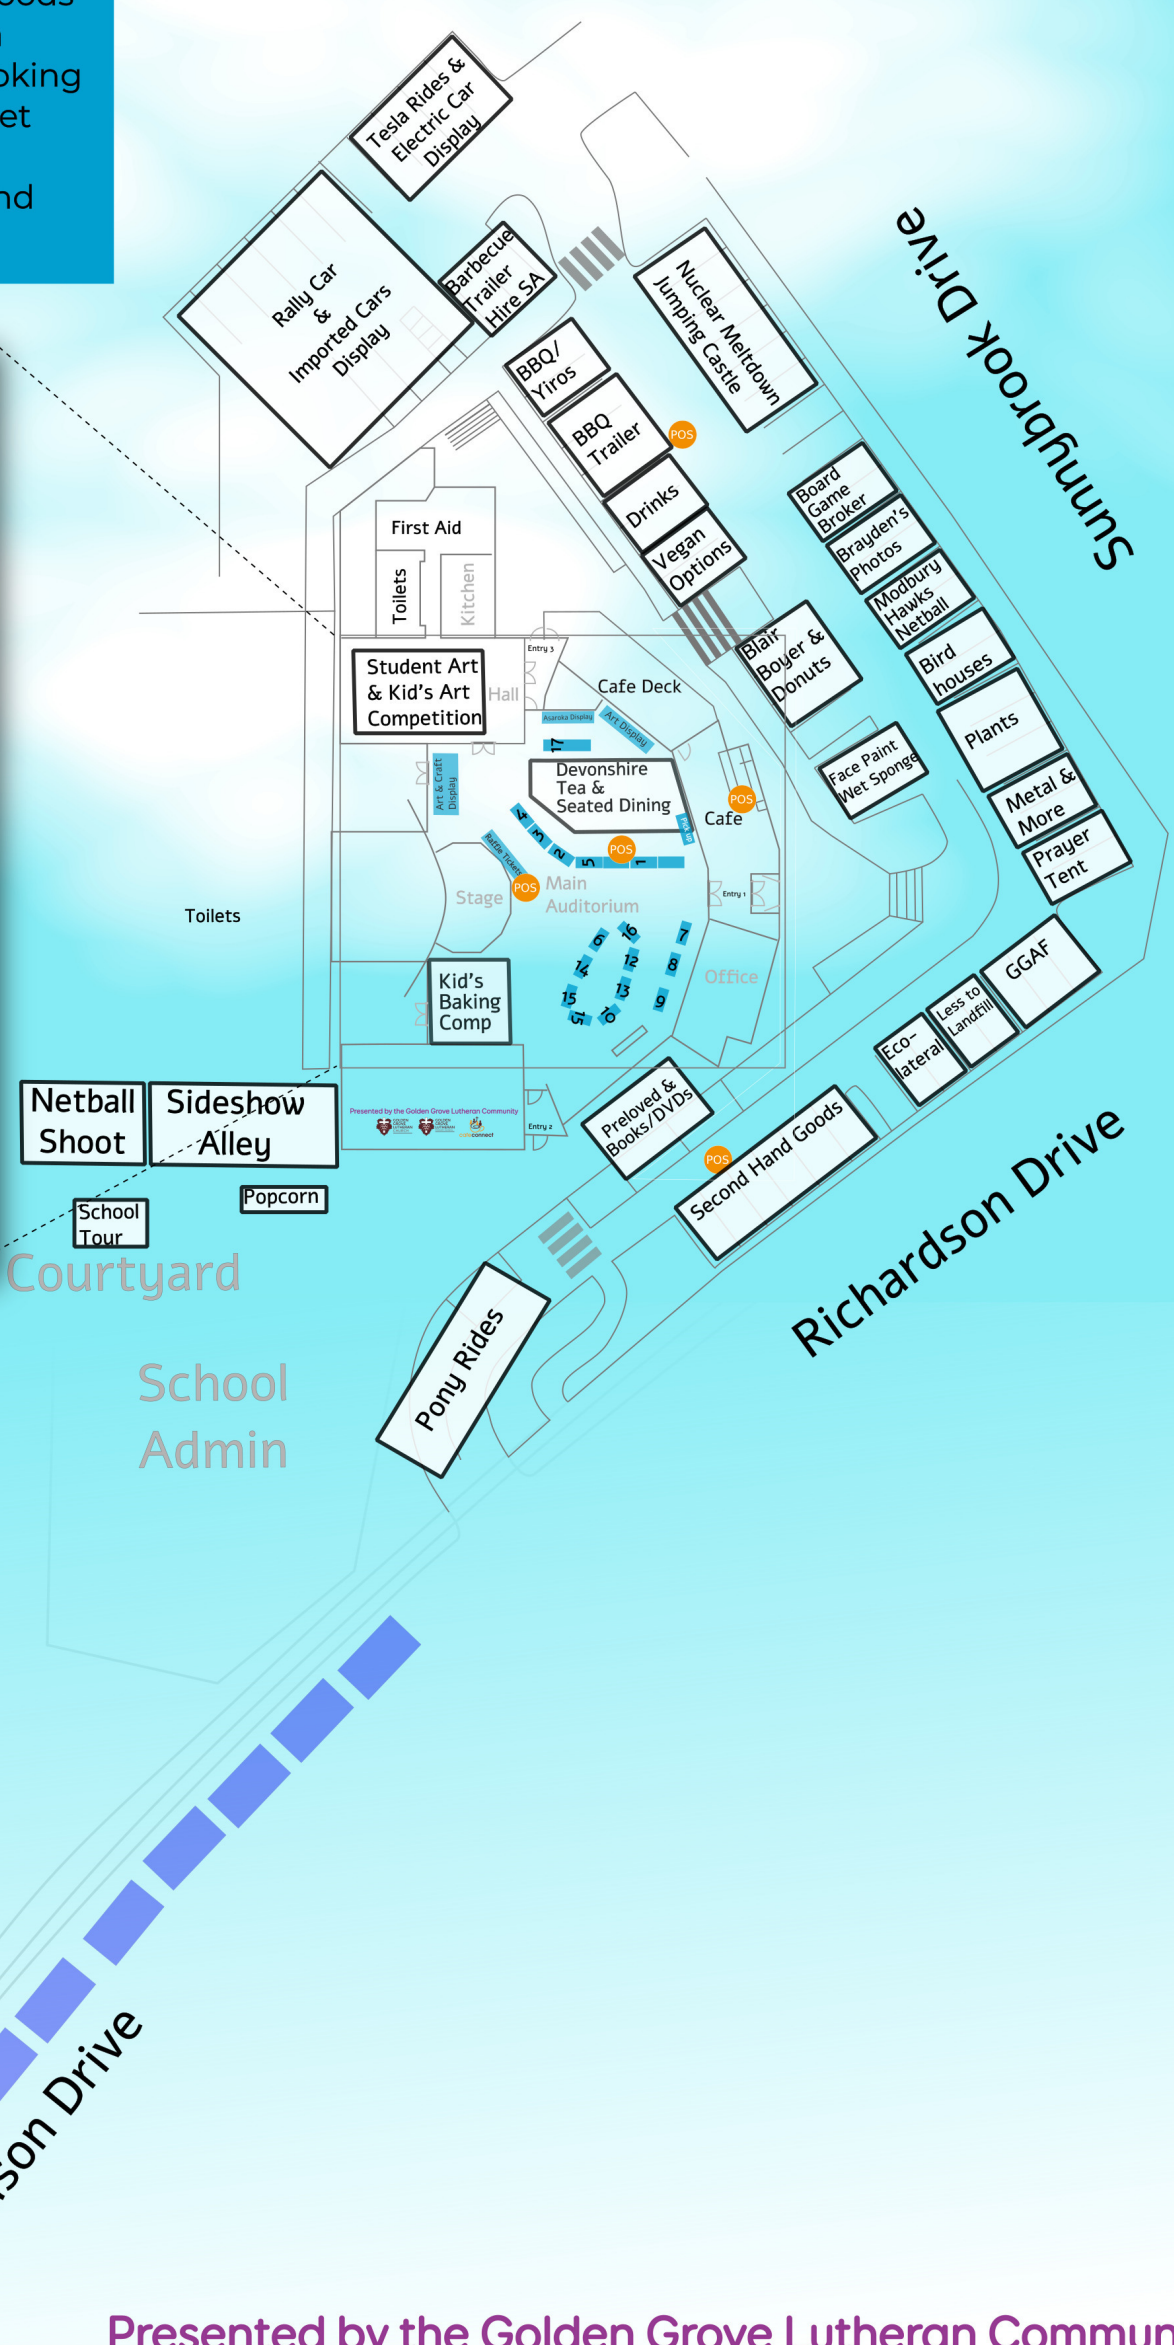 oods
oking
et
nd
Tesla Rides &
Electric Car
Display
Sunnybrook Drive
Rally Car
&
Imported Cars
Display
Barbecue
Trailer
Hire SA
Nuclear Meltdown
Jumping Castle
BBQ/
Yiros
BBQ
Trailer
POS
Drinks
Vegan
Options
Board
Game
Broker
Brayden's
Photos
Modbury
Hawks
Netball
Bird
houses
Plants
Metal &
More
Prayer
Tent
Blair
Boyer &
Donuts
Face Paint
Wet Sponge
First Aid
Toilets
Kitchen
Student Art
& Kid's Art
Competition
Hall
Entry 3
Cafe Deck
Asaroka Display
Art Display
17
Devonshire
Tea &
Seated Dining
Art & Craft
Display
POS
Cafe
Pick up
4
3
2
5
POS
1
Raffle Tickets
POS
Stage
Main
Auditorium
Entry 1
Toilets
6
16
7
14
12
8
15
13
9
15
10
Office
Kid's
Baking
Comp
GGAF
Less to
Landfill
Eco-
lateral
Netball
Shoot
Sideshow
Alley
Presented by the Golden Grove Lutheran Community
Entry 2
Preloved &
Books/DVDs
POS
Second Hand Goods
Richardson Drive
School
Tour
Popcorn
Courtyard
School
Admin
Pony Rides
son Drive
Presented by the Golden Grove Lutheran Commun